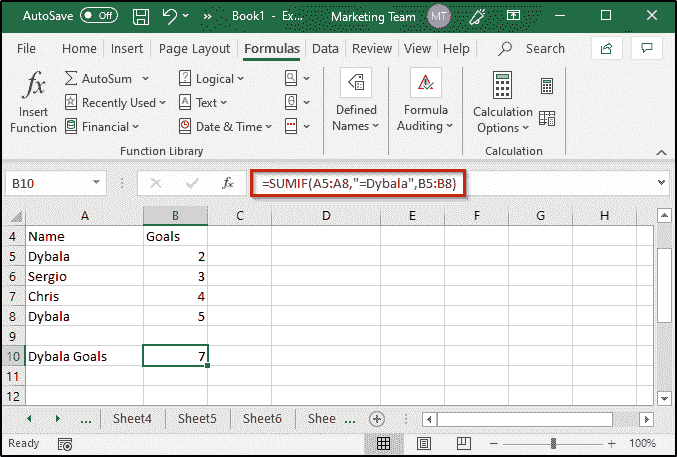 AutoSave Off Book1 - Ex... Marketing Team MT
File Home Insert Page Layout Formulas Data Review View Help Search
fx AutoSum Logical
Insert Function Recently Used Text Defined Names Formula Auditing Calculation Options
Financial Date & Time
Function Library Calculation
B10 fx =SUMIF(A5:A8,"=Dybala",B5:B8)
A B C D E F G H
4 Name Goals
5 Dybala 2
6 Sergio 3
7 Chris 4
8 Dybala 5
9
10 Dybala Goals 7
11
12
... Sheet4 Sheet5 Sheet6 Shee ...
Ready 100%